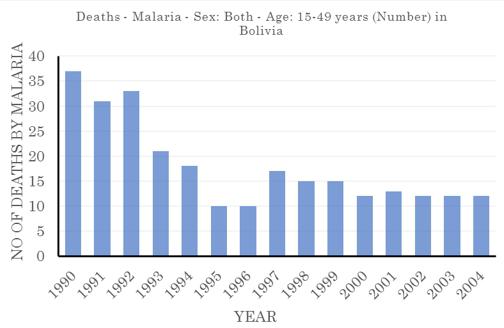 Deaths - Malaria - Sex: Both - Age: 15-49 years (Number) in
Bolivia
NO OF DEATHS BY MALARIA
40
35
30
25
20
15
10
5
0
1990 1991 1992 1993 1994 1995 1996 1997 1998 1999 2000 2001 2002 2003 2004
YEAR